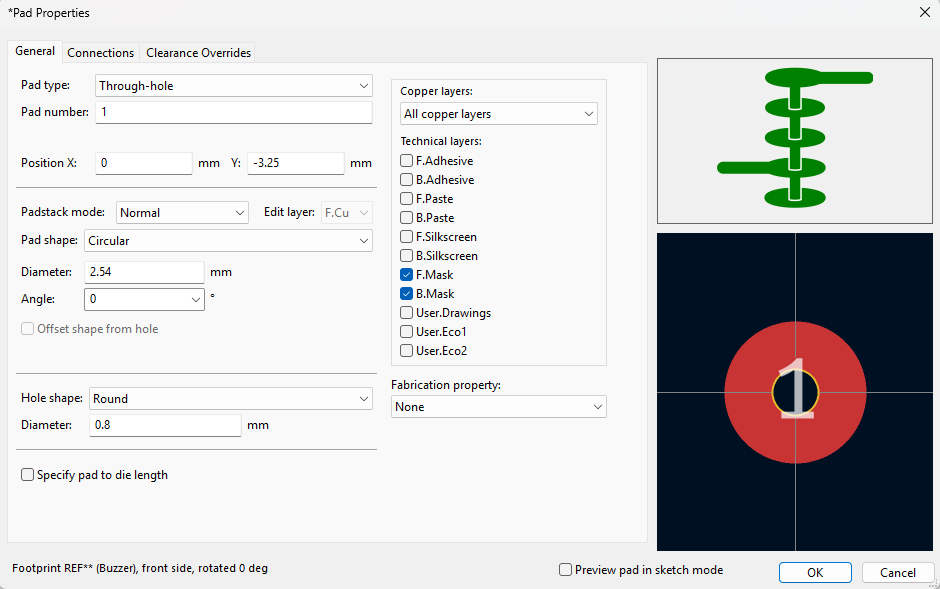 *Pad Properties
General Connections Clearance Overrides
Pad type: Through-hole
Pad number: 1
Position X: 0 mm Y: -3.25 mm
Padstack mode: Normal Edit layer: F.Cu
Pad shape: Circular
Diameter: 2.54 mm
Angle: 0 °
Offset shape from hole
Hole shape: Round
Diameter: 0.8 mm
Specify pad to die length
Copper layers:
All copper layers
Technical layers:
F.Adhesive
B.Adhesive
F.Paste
B.Paste
F.Silkscreen
B.Silkscreen
F.Mask
B.Mask
User.Drawings
User.Eco1
User.Eco2
Fabrication property:
None
1
Footprint REF** (Buzzer), front side, rotated 0 deg
Preview pad in sketch mode
OK Cancel